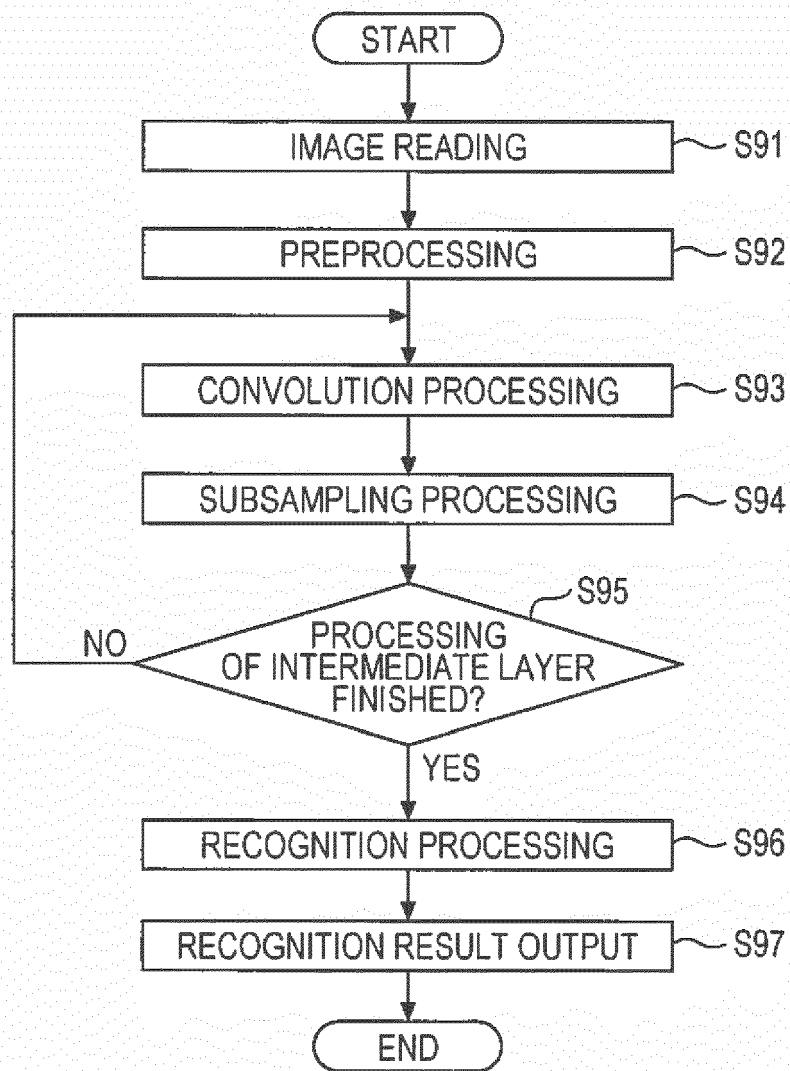 START
IMAGE READING
S91
PREPROCESSING
S92
CONVOLUTION PROCESSING
S93
SUBSAMPLING PROCESSING
S94
S95
PROCESSING
OF INTERMEDIATE LAYER
FINISHED?
NO
YES
RECOGNITION PROCESSING
S96
RECOGNITION RESULT OUTPUT
S97
END